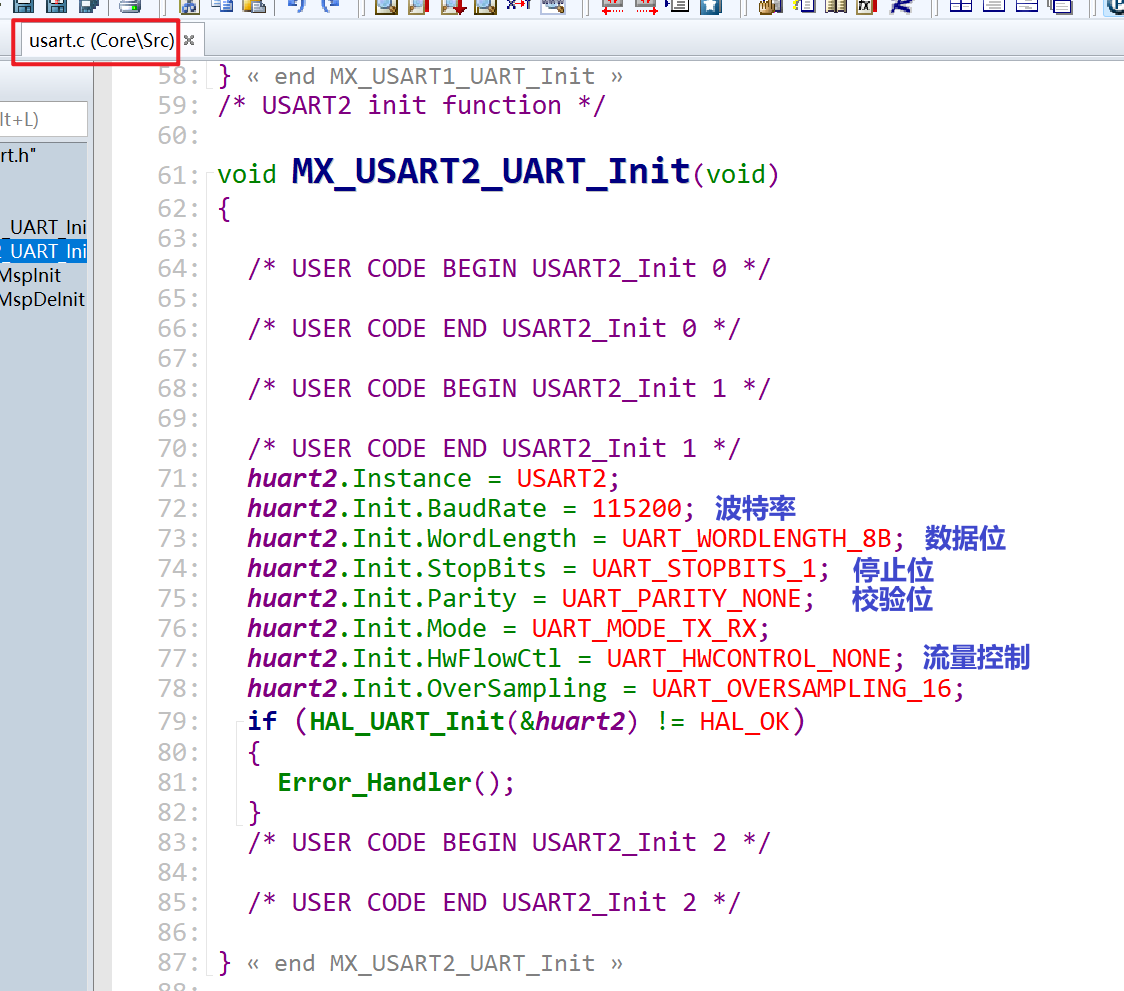 usart.c (Core\Src)
lt+L)
rt.h"
_UART_Ini
_UART_Ini
MspInit
MspDeInit
58: } « end MX_USART1_UART_Init »
59: /* USART2 init function */
60:
61: void MX_USART2_UART_Init(void)
62: {
63:
64: /* USER CODE BEGIN USART2_Init 0 */
65:
66: /* USER CODE END USART2_Init 0 */
67:
68: /* USER CODE BEGIN USART2_Init 1 */
69:
70: /* USER CODE END USART2_Init 1 */
71: huart2.Instance = USART2;
72: huart2.Init.BaudRate = 115200; 波特率
73: huart2.Init.WordLength = UART_WORDLENGTH_8B; 数据位
74: huart2.Init.StopBits = UART_STOPBITS_1; 停止位
75: huart2.Init.Parity = UART_PARITY_NONE; 校验位
76: huart2.Init.Mode = UART_MODE_TX_RX;
77: huart2.Init.HwFlowCtl = UART_HWCONTROL_NONE; 流量控制
78: huart2.Init.OverSampling = UART_OVERSAMPLING_16;
79: if (HAL_UART_Init(&huart2) != HAL_OK)
80: {
81: Error_Handler();
82: }
83: /* USER CODE BEGIN USART2_Init 2 */
84:
85: /* USER CODE END USART2_Init 2 */
86:
87: } « end MX_USART2_UART_Init »